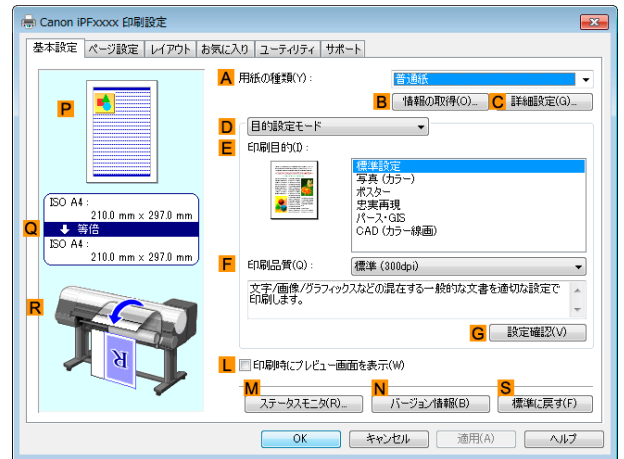 Canon iPFxxxx 印刷設定
基本設定 ページ設定 レイアウト お気に入り ユーティリティ サポート
A 用紙の種類(Y): 普通紙
B 情報の取得(O)... C 詳細設定(G)...
P
D 目的設定モード
E 印刷目的(I):
標準設定
写真 (カラー)
ポスター
忠実再現
パース・GIS
CAD (カラー線画)
ISO A4 :
210.0 mm x 297.0 mm
Q 等倍
ISO A4 :
210.0 mm x 297.0 mm
F 印刷品質(Q): 標準 (300dpi)
文字/画像/グラフィックスなどの混在する一般的な文書を適切な設定で
印刷します。
R
R
G 設定確認(V)
L 印刷時にプレビュー画面を表示(W)
M N S
ステータスモニタ(R)... バージョン情報(B) 標準に戻す(F)
OK キャンセル 適用(A) ヘルプ